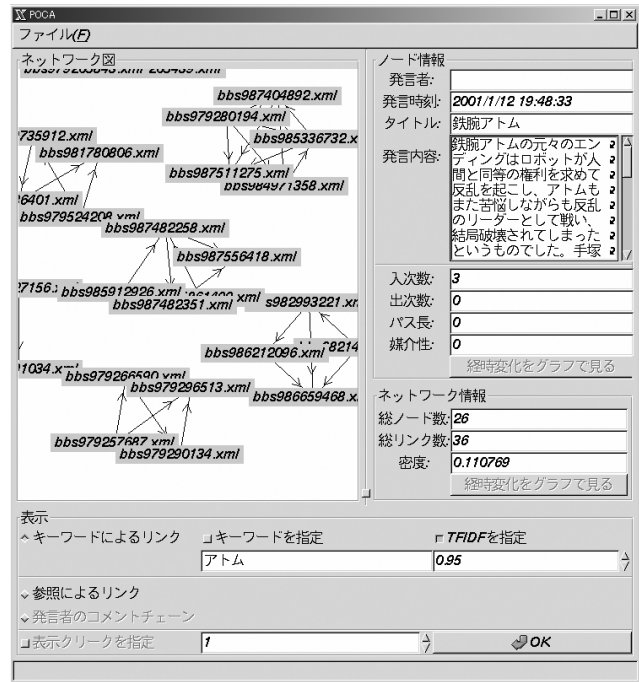 POCA
ファイル(F)
ネットワーク図
bbs987404892.xml
bbs979280194.xml
bbs985336732.x
735912.xml
bbs981780806.xml
bbs987511275.xml
bbs984971358.xml
6401.xml
bbs979524208.xml
bbs987482258.xml
bbs987556418.xml
27156.x
bbs985912926.xml
xml
bbs987482351.xml
s982993221.xm
bbs986212096.xml
8214
1034.xm
bbs979266590.xml
bbs979296513.xml
bbs986659468.x
bbs979257687.xml
bbs979290134.xml
ノード情報
発言者:
発言時刻: 2001/1/12 19:48:33
タイトル: 鉄腕アトム
発言内容:
鉄腕アトムの元々のエン
ディングはロボットが人
間と同等の権利を求めて
反乱を起こし、アトムも
また苦悩しながらも反乱
のリーダーとして戦い、
結局破壊されてしまった
というものでした。手塚
入次数: 3
出次数: 0
パス長: 0
媒介性: 0
経時変化をグラフで見る
ネットワーク情報
総ノード数: 26
総リンク数: 36
密度: 0.110769
経時変化をグラフで見る
表示
キーワードによるリンク キーワードを指定 TFIDFを指定
アトム 0.95
参照によるリンク
発言者のコメントチェーン
表示クリークを指定 1 OK